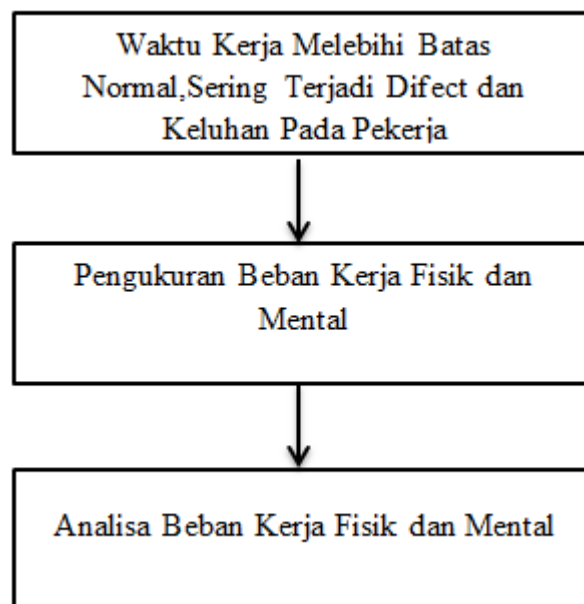 Waktu Kerja Melebihi Batas
Normal,Sering Terjadi Difect dan
Keluhan Pada Pekerja
Pengukuran Beban Kerja Fisik dan
Mental
Analisa Beban Kerja Fisik dan Mental